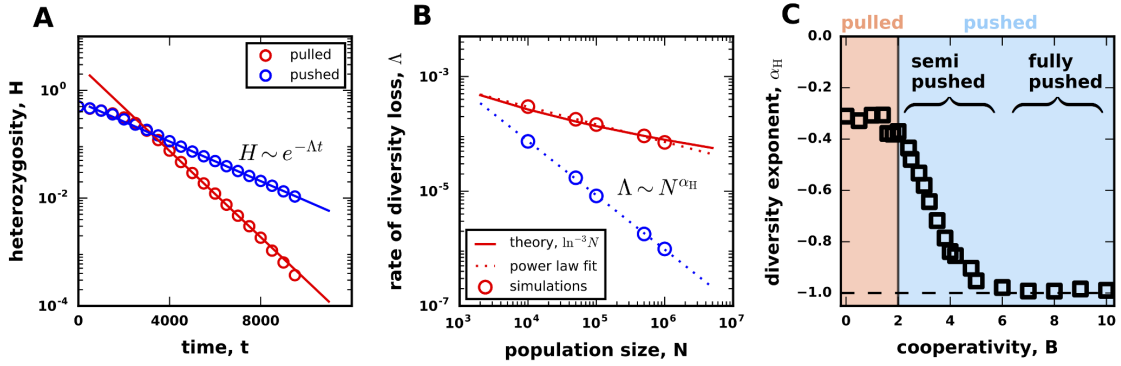 A
heterozygosity, H
10^0
10^-2
10^-4
pulled
pushed
H ~ e^{-Λt}
0
4000
8000
time, t
B
rate of diversity loss, Λ
10^-3
10^-5
10^-7
Λ ~ N^{α_H}
theory, ln^{-3}N
power law fit
simulations
10^3
10^4
10^5
10^6
10^7
population size, N
C
pulled
pushed
diversity exponent, α_H
0.0
−0.2
−0.4
−0.6
−0.8
−1.0
semi
pushed
fully
pushed
0
2
4
6
8
10
cooperativity, B